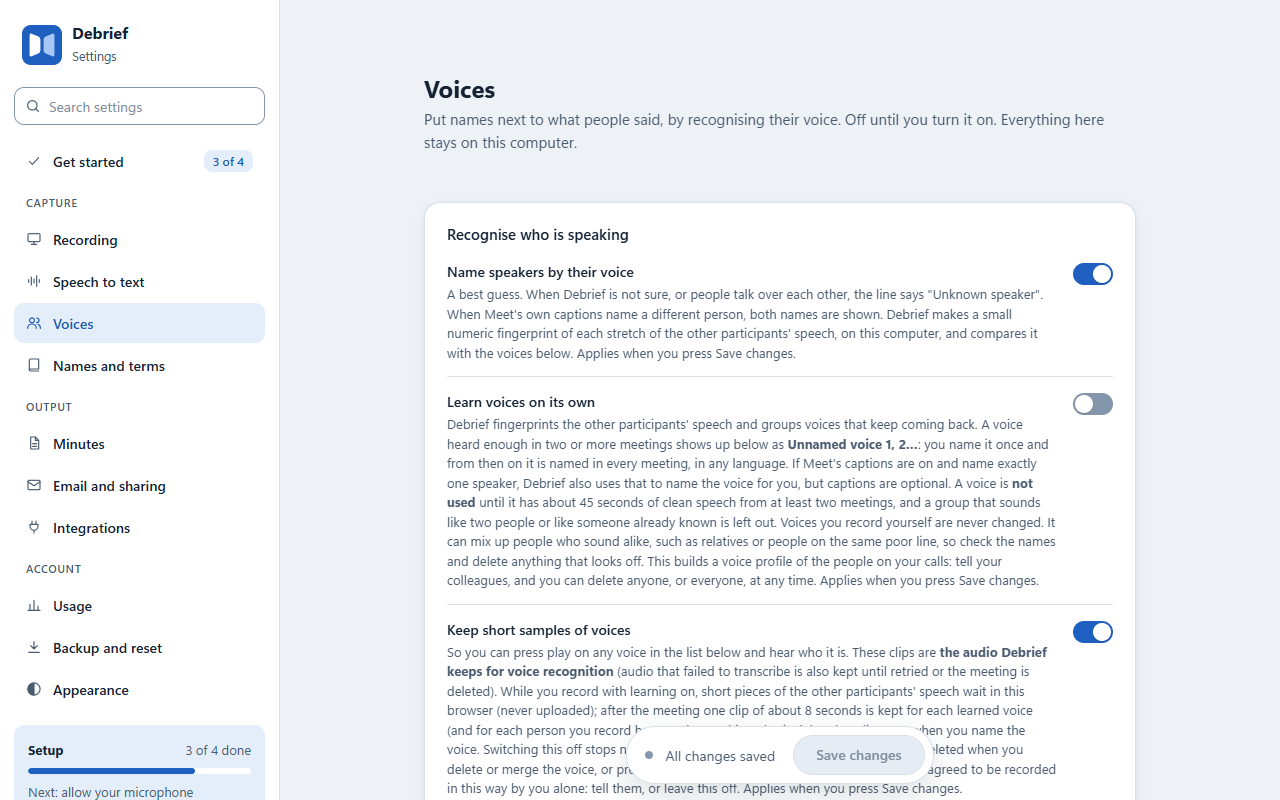 Debrief
Settings
Search settings
Get started
3 of 4
CAPTURE
Recording
Speech to text
Voices
Names and terms
OUTPUT
Minutes
Email and sharing
Integrations
ACCOUNT
Usage
Backup and reset
Appearance
Setup
3 of 4 done
Next: allow your microphone
Voices
Put names next to what people said, by recognising their voice. Off until you turn it on. Everything here
stays on this computer.
Recognise who is speaking
Name speakers by their voice
A best guess. When Debrief is not sure, or people talk over each other, the line says "Unknown speaker".
When Meet's own captions name a different person, both names are shown. Debrief makes a small
numeric fingerprint of each stretch of the other participants' speech, on this computer, and compares it
with the voices below. Applies when you press Save changes.
Learn voices on its own
Debrief fingerprints the other participants' speech and groups voices that keep coming back. A voice
heard enough in two or more meetings shows up below as Unnamed voice 1, 2...: you name it once and
from then on it is named in every meeting, in any language. If Meet's captions are on and name exactly
one speaker, Debrief also uses that to name the voice for you, but captions are optional. A voice is not
used until it has about 45 seconds of clean speech from at least two meetings, and a group that sounds
like two people or like someone already known is left out. Voices you record yourself are never changed. It
can mix up people who sound alike, such as relatives or people on the same poor line, so check the names
and delete anything that looks off. This builds a voice profile of the people on your calls: tell your
colleagues, and you can delete anyone, or everyone, at any time. Applies when you press Save changes.
Keep short samples of voices
So you can press play on any voice in the list below and hear who it is. These clips are the audio Debrief
keeps for voice recognition (audio that failed to transcribe is also kept until retried or the meeting is
deleted). While you record with learning on, short pieces of the other participants' speech wait in this
browser (never uploaded); after the meeting one clip of about 8 seconds is kept for each learned voice
(and for each person you record when you name the
voice. Switching this off stops deleted when you
delete or merge the voice, or agreed to be recorded
in this way by you alone: tell them, or leave this off. Applies when you press Save changes.
All changes saved
Save changes